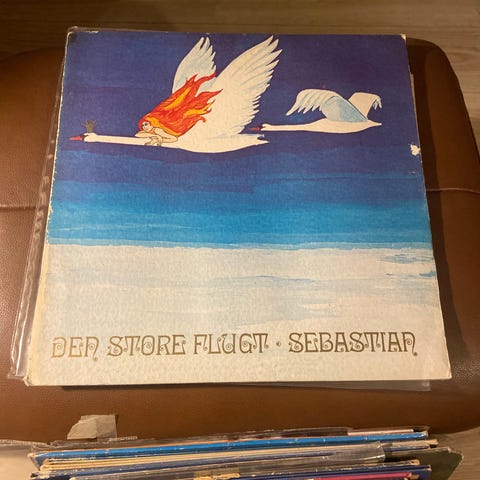 DEN STORE FLUGT · SEBASTIAN